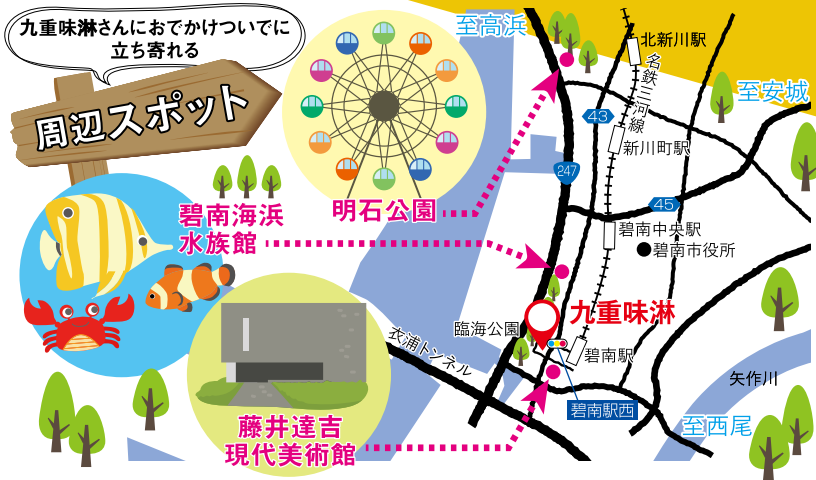 九重味淋さんにおでかけついでに
立ち寄れる
周辺スポット
碧南海浜
水族館
明石公園
藤井達吉
現代美術館
至高浜
北新川駅
名鉄三河線
至安城
43
新川町駅
247
45
碧南中央駅
碧南市役所
九重味淋
臨海公園
衣浦トンネル
碧南駅
碧南駅西
矢作川
至西尾